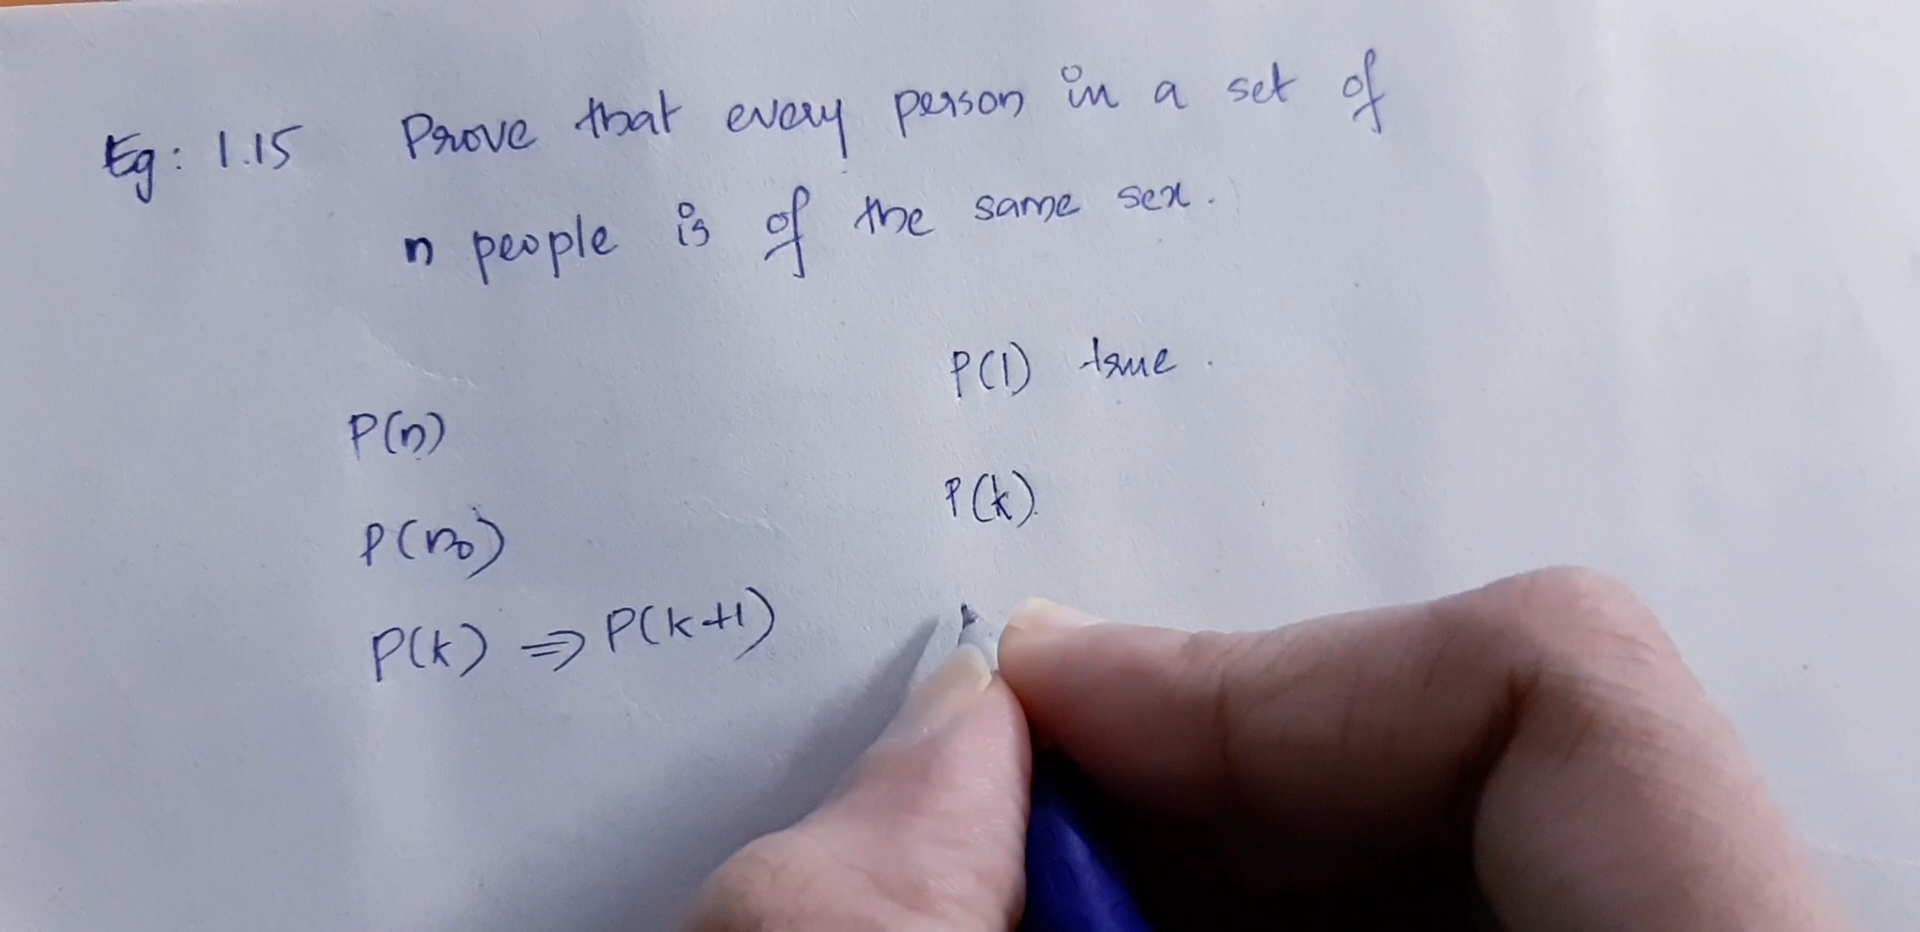 Eg: 1.15 Prove that every person in a set of
n people is of the same sex.
P(1) true.
P(n)
P(k)
P(n₀)
P(k) ⇒ P(k+1)